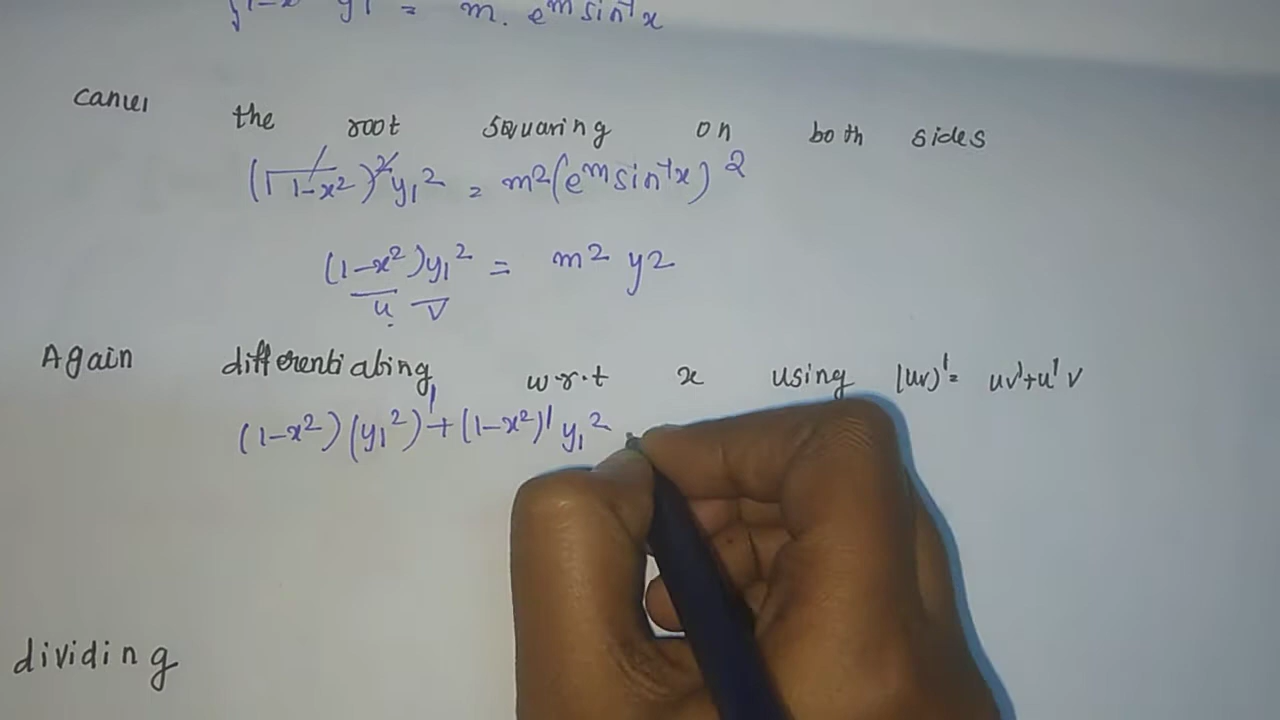 √1-x² y₁ = m. e^m sin⁻¹x
cancel the root squaring on both sides
(√1-x²)² y₁² = m²(e^m sin⁻¹x)²
(1-x²)y₁² = m² y2
u v
Again differentiating w.r.t x using (uv)' = uv'+u'v
(1-x²)(y₁²)'+(1-x²)' y₁²
dividing